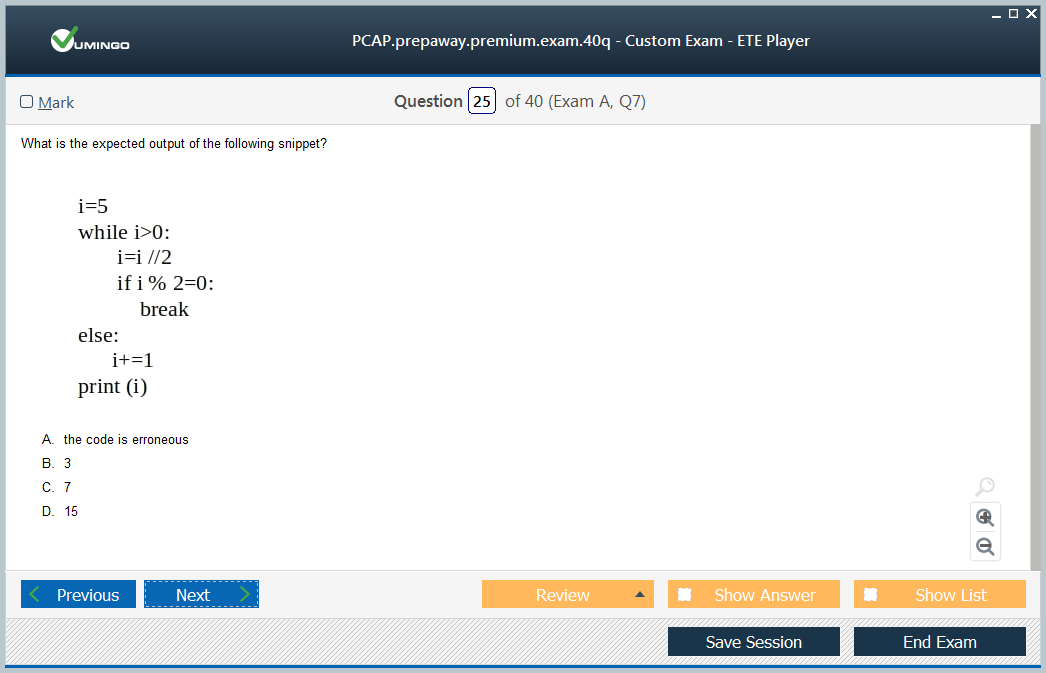 VUMINGO
PCAP.prepaway.premium.exam.40q - Custom Exam - ETE Player
Mark
Question 25 of 40 (Exam A, Q7)
What is the expected output of the following snippet?
i=5
while i>0:
i=i //2
if i % 2=0:
break
else:
i+=1
print (i)
A. the code is erroneous
B. 3
C. 7
D. 15
Previous
Next
Review
Show Answer
Show List
Save Session
End Exam